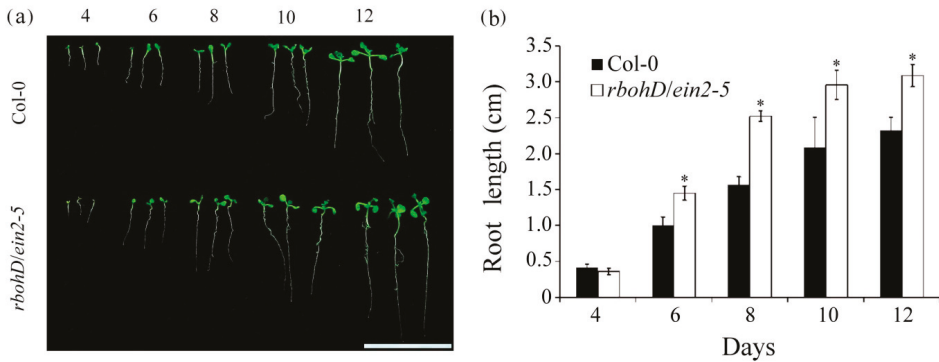 (a)
4 6 8 10 12
Col-0
rbohD/ein2-5
(b)
Root length (cm)
3.5
3.0
2.5
2.0
1.5
1.0
0.5
0
Col-0
rbohD/ein2-5
*
*
*
*
4 6 8 10 12
Days